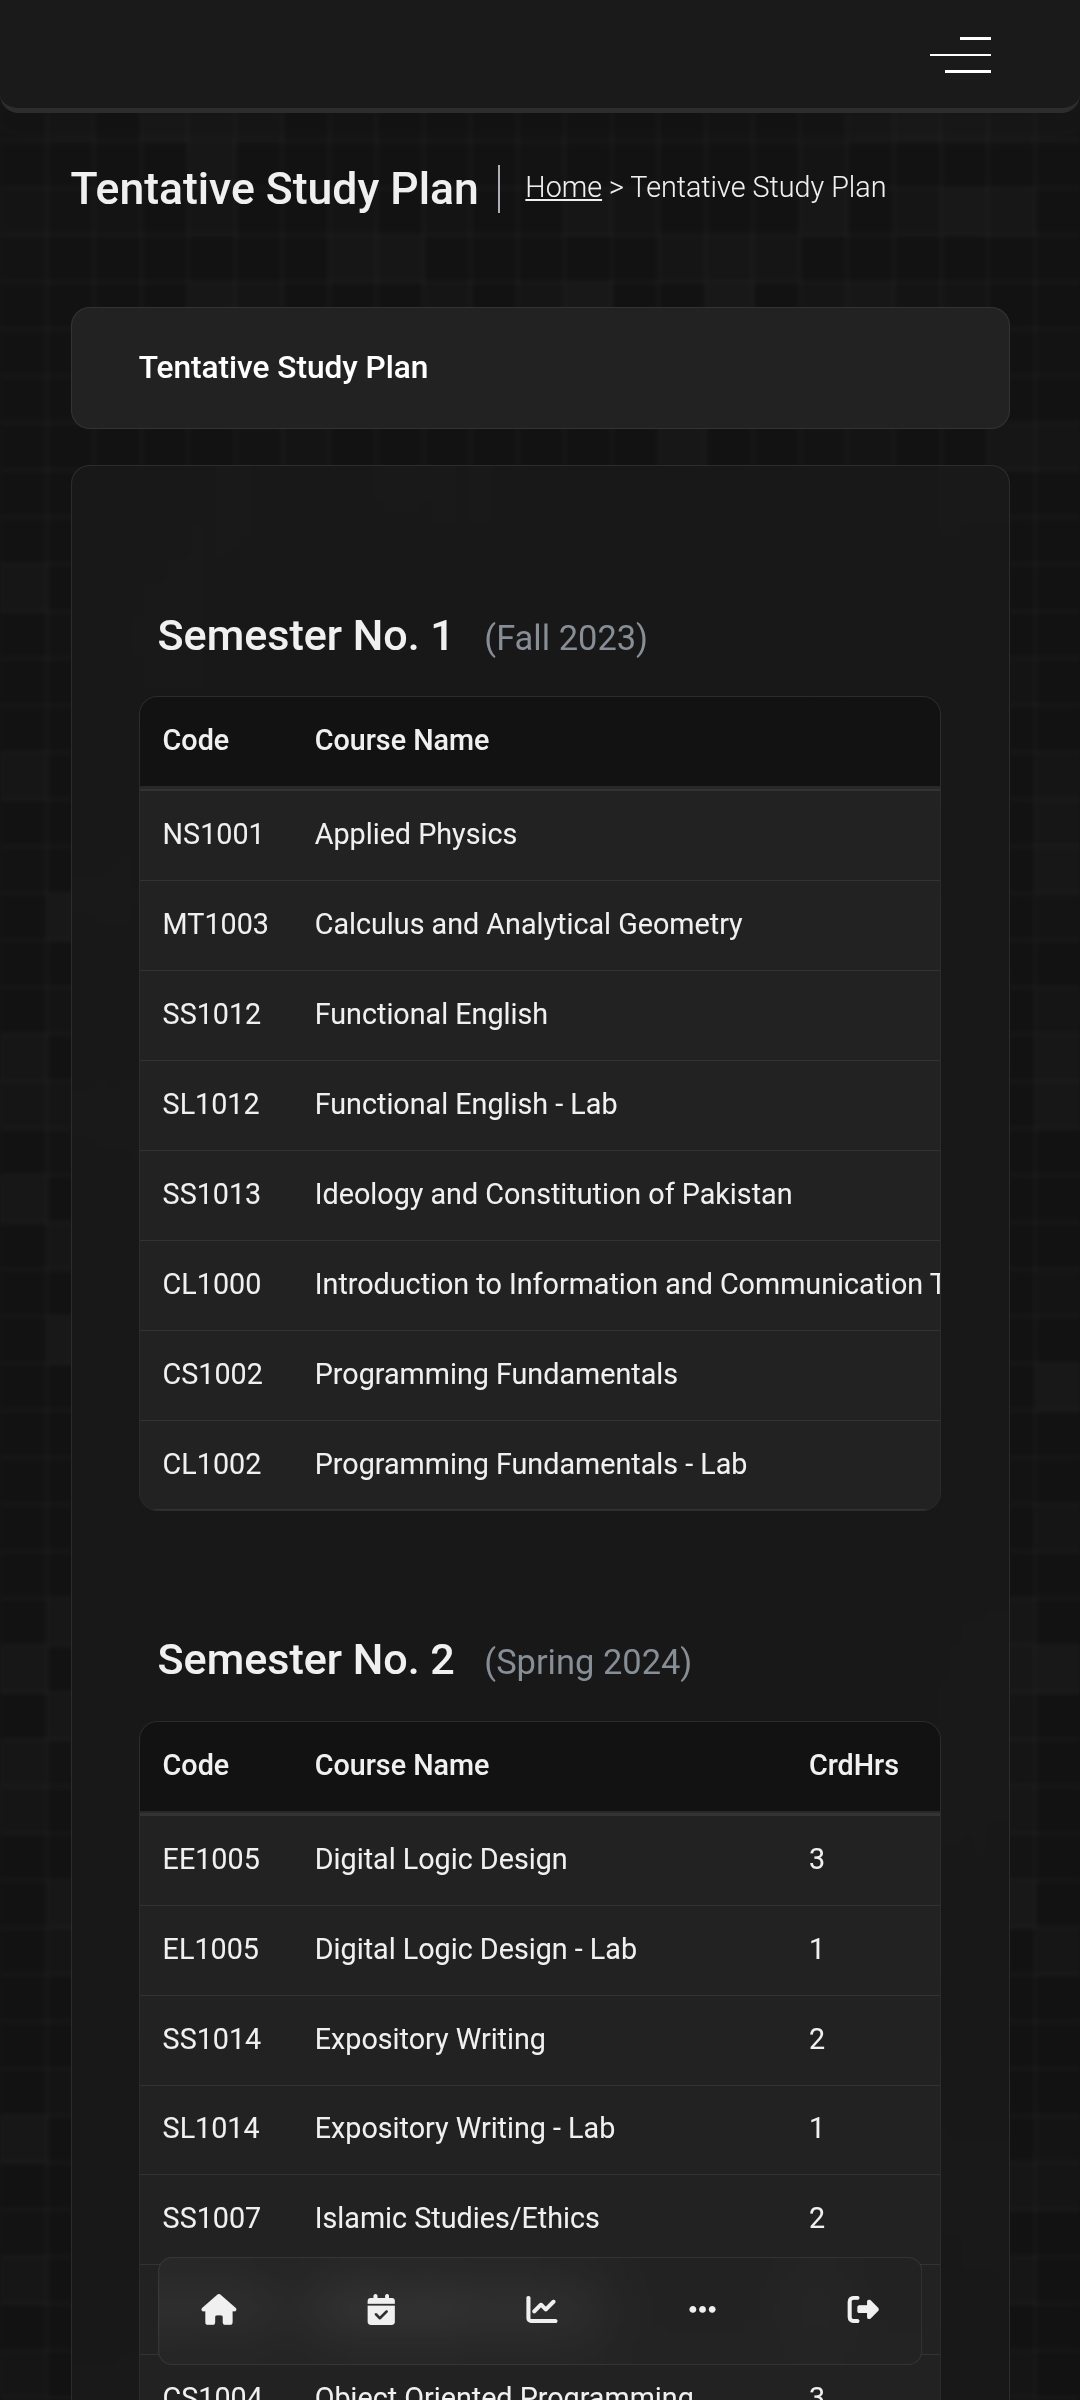 Tentative Study Plan
Home > Tentative Study Plan
Tentative Study Plan
Semester No. 1 (Fall 2023)
Code Course Name
NS1001 Applied Physics
MT1003 Calculus and Analytical Geometry
SS1012 Functional English
SL1012 Functional English - Lab
SS1013 Ideology and Constitution of Pakistan
CL1000 Introduction to Information and Communication T
CS1002 Programming Fundamentals
CL1002 Programming Fundamentals - Lab
Semester No. 2 (Spring 2024)
Code Course Name CrdHrs
EE1005 Digital Logic Design 3
EL1005 Digital Logic Design - Lab 1
SS1014 Expository Writing 2
SL1014 Expository Writing - Lab 1
SS1007 Islamic Studies/Ethics 2
CS1004 Object Oriented Programming 3